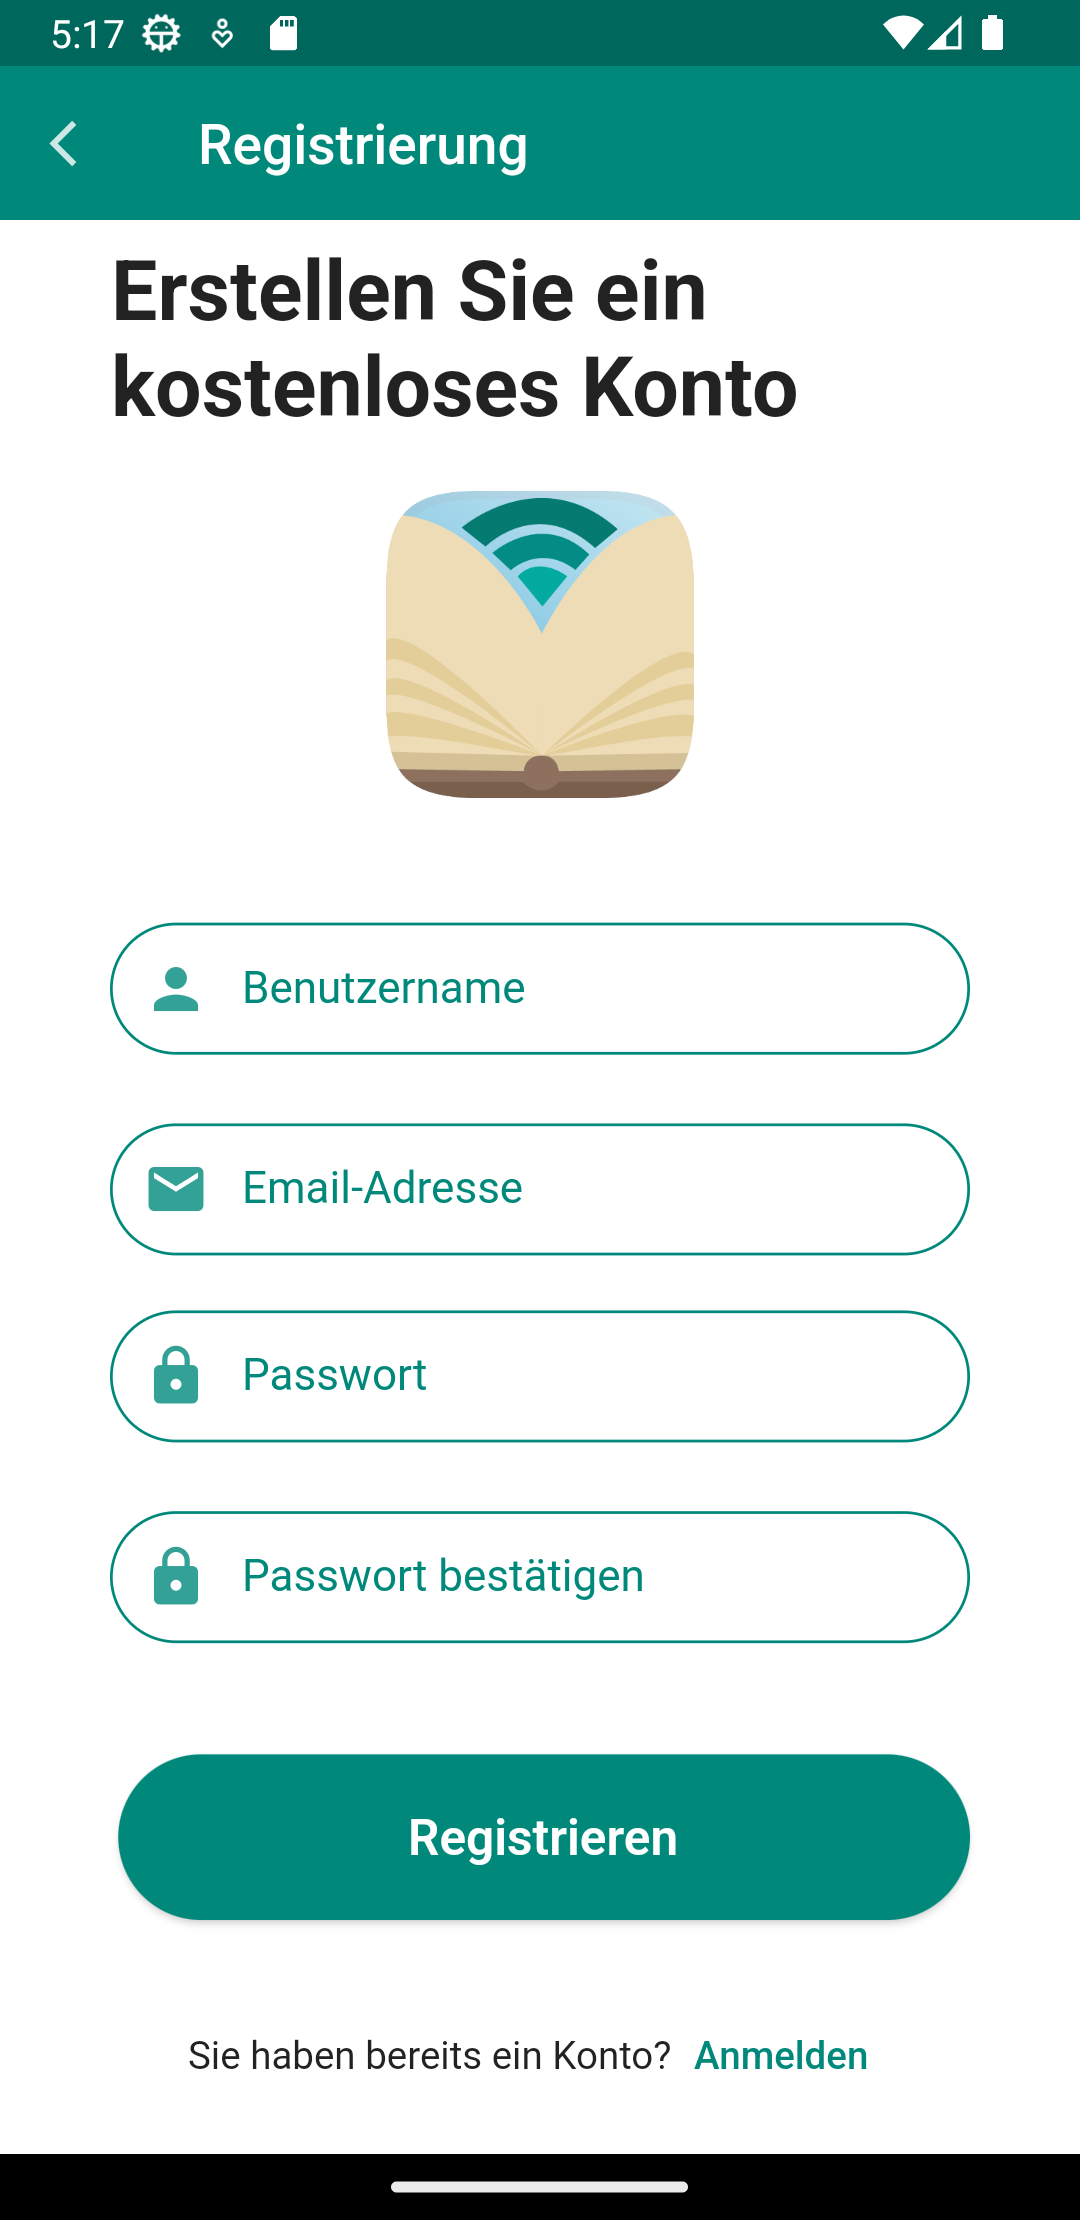 5:17
Registrierung
Erstellen Sie ein
kostenloses Konto
Benutzername
Email-Adresse
Passwort
Passwort bestätigen
Registrieren
Sie haben bereits ein Konto? Anmelden